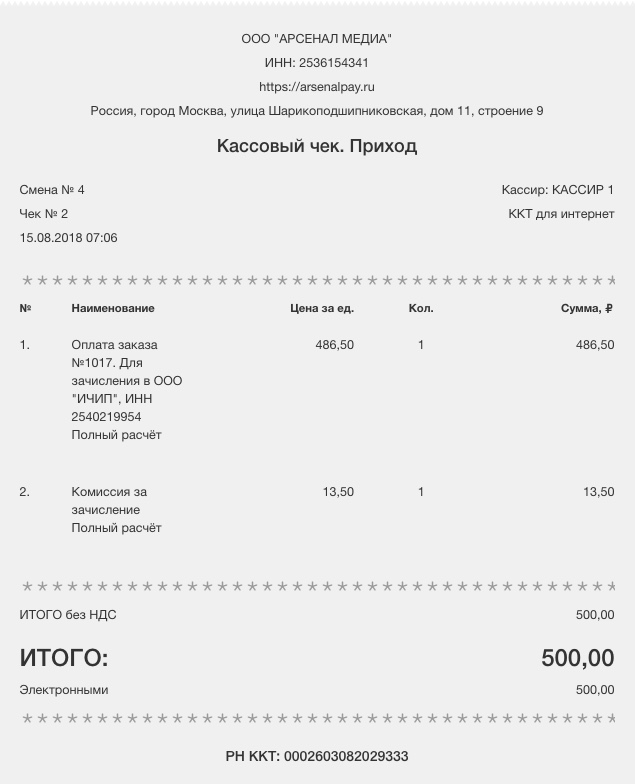 ООО "АРСЕНАЛ МЕДИА"
ИНН: 2536154341
https://arsenalpay.ru
Россия, город Москва, улица Шарикоподшипниковская, дом 11, строение 9
Кассовый чек. Приход
Смена № 4 Кассир: КАССИР 1
Чек № 2 ККТ для интернет
15.08.2018 07:06
№ Наименование Цена за ед. Кол. Сумма, ₽
1. Оплата заказа 486,50 1 486,50
№1017. Для
зачисления в ООО
"ИЧИП", ИНН
2540219954
Полный расчёт
2. Комиссия за 13,50 1 13,50
зачисление
Полный расчёт
ИТОГО без НДС 500,00
ИТОГО: 500,00
Электронными 500,00
РН ККТ: 0002603082029333